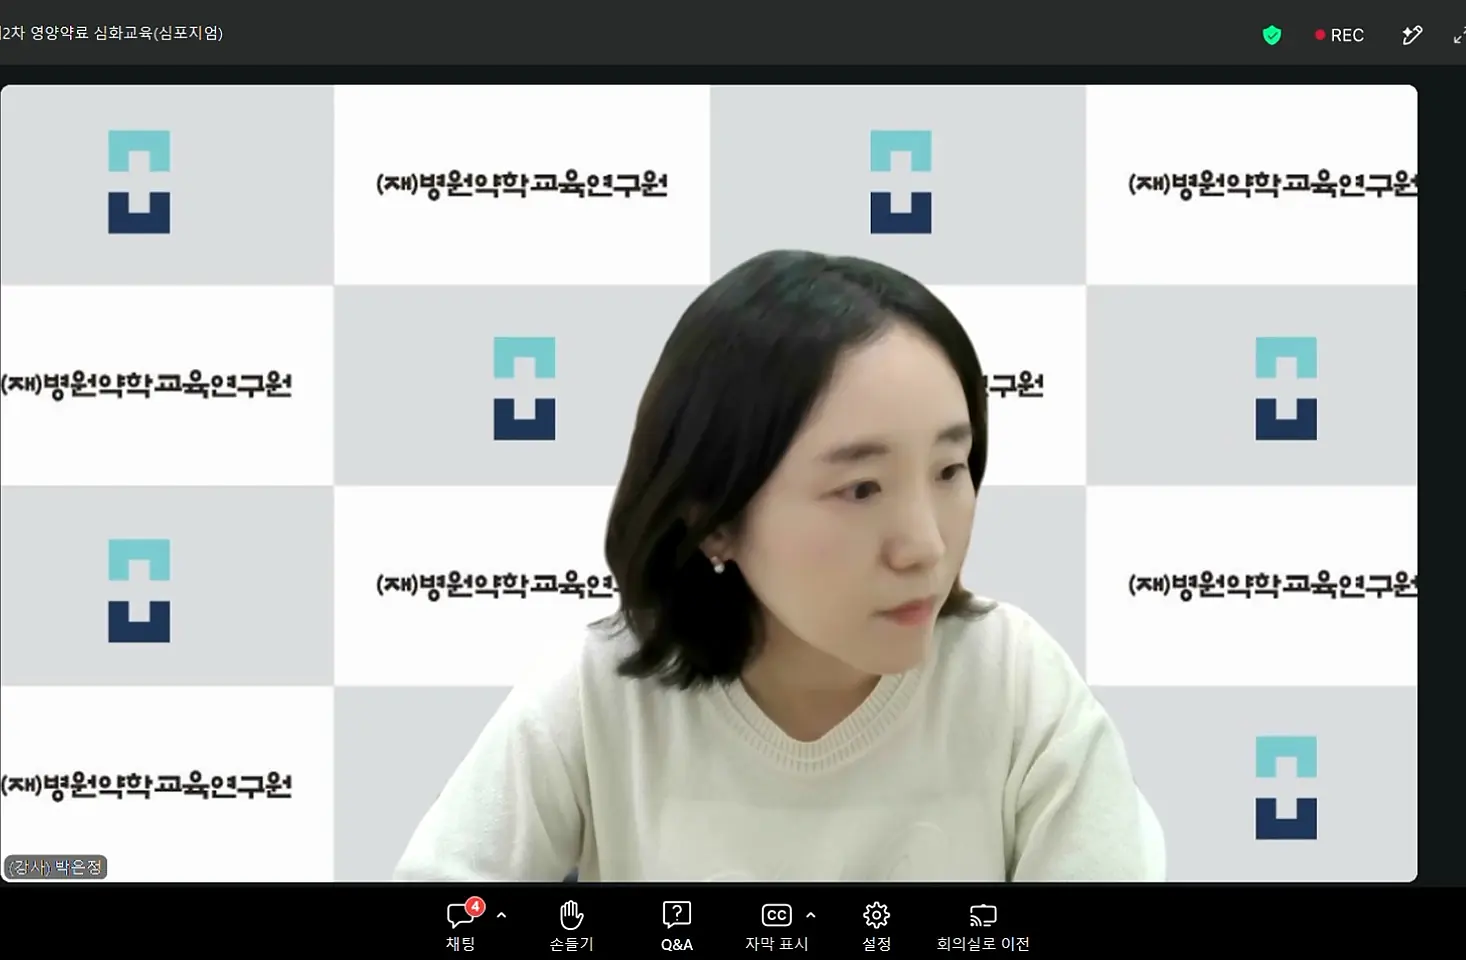 2차 영양약료 심화교육(심포지엄)
REC
(재)병원약학교육연구원
(재)병원약학교육연구원
(재)병원약학교육연구원
구원
(재)병원약학교육연
(재)병원약학교육연구원
(재)병원약학교육연구원
(강사) 박은정
4
CC
채팅
손들기
Q&A
자막 표시
설정
회의실로 이전